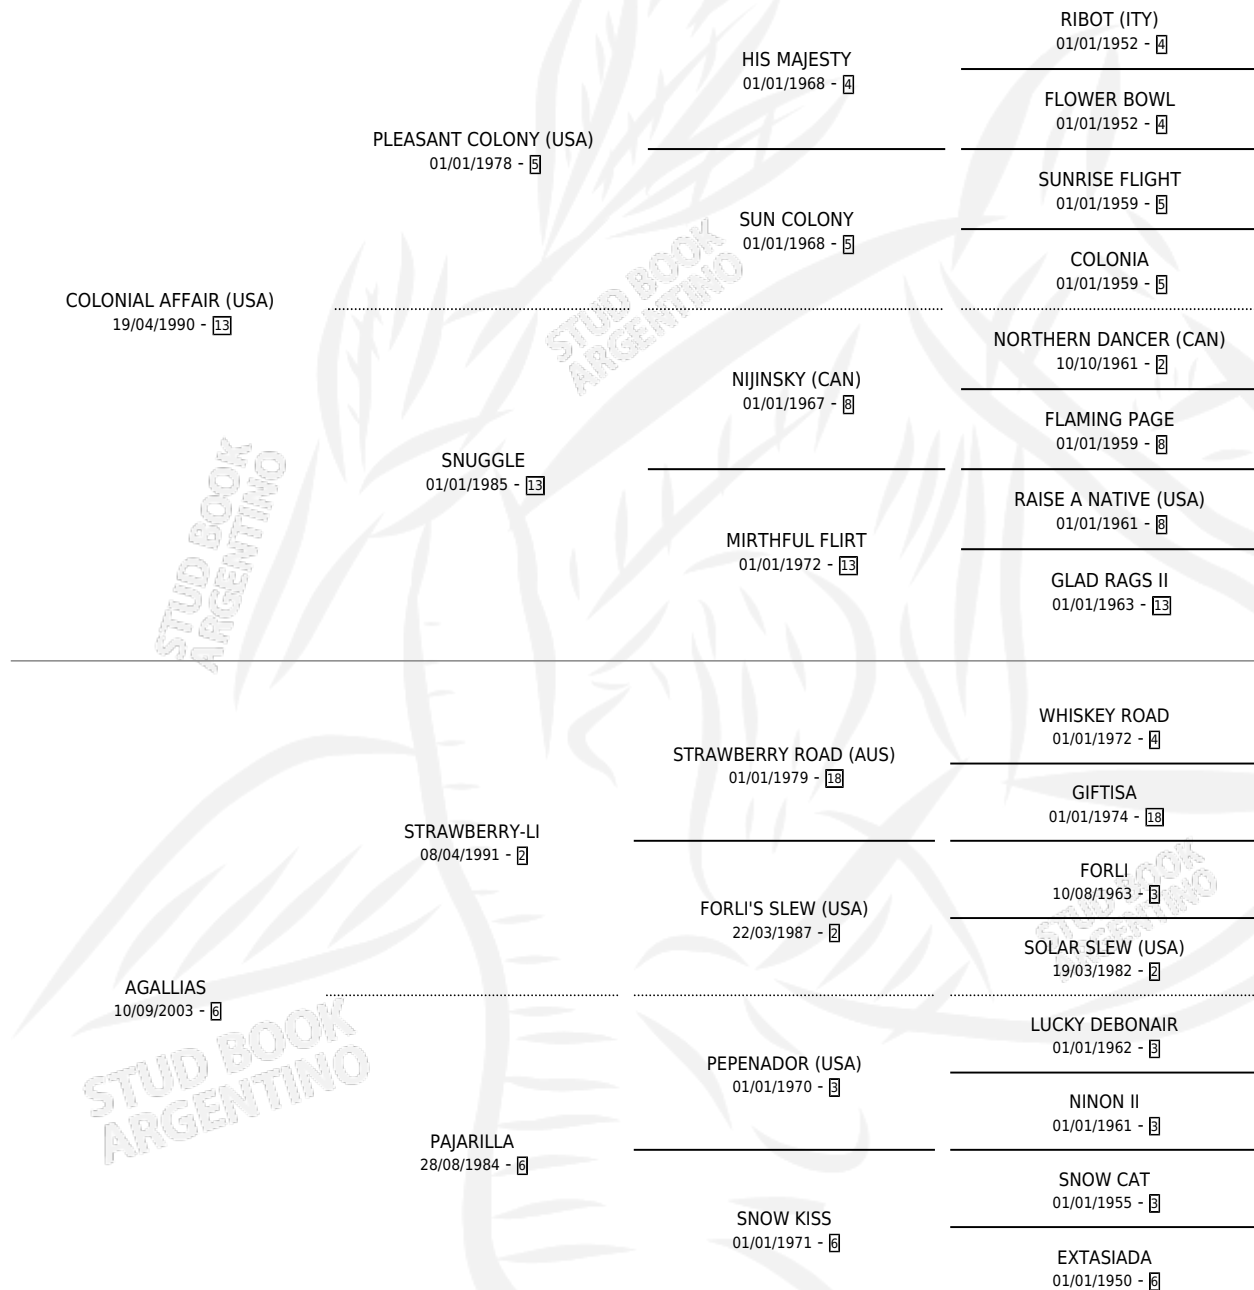 RIBOT (ITY)
01/01/1952 - 4
HIS MAJESTY
01/01/1968 - 4
FLOWER BOWL
01/01/1952 - 4
PLEASANT COLONY (USA)
01/01/1978 - 5
SUNRISE FLIGHT
01/01/1959 - 5
SUN COLONY
01/01/1968 - 5
COLONIA
01/01/1959 - 5
COLONIAL AFFAIR (USA)
19/04/1990 - 13
STUD BOOK
ARGENTINO
NORTHERN DANCER (CAN)
10/10/1961 - 2
NIJINSKY (CAN)
01/01/1967 - 8
FLAMING PAGE
01/01/1959 - 8
SNUGGLE
01/01/1985 - 13
RAISE A NATIVE (USA)
01/01/1961 - 8
MIRTHFUL FLIRT
01/01/1972 - 13
GLAD RAGS II
01/01/1963 - 13
STUD BOOK
ARGENTINO
WHISKEY ROAD
01/01/1972 - 4
STRAWBERRY ROAD (AUS)
01/01/1979 - 18
GIFTISA
01/01/1974 - 18
STRAWBERRY-LI
08/04/1991 - 2
FORLI
10/08/1963 - 3
FORLI'S SLEW (USA)
22/03/1987 - 2
STUD BOOK
ARGENTINO
SOLAR SLEW (USA)
19/03/1982 - 2
AGALLIAS
10/09/2003 - 6
STUD BOOK
ARGENTINO
LUCKY DEBONAIR
01/01/1962 - 3
PEPENADOR (USA)
01/01/1970 - 3
NINON II
01/01/1961 - 3
PAJARILLA
28/08/1984 - 6
SNOW CAT
01/01/1955 - 3
SNOW KISS
01/01/1971 - 6
EXTASIADA
01/01/1950 - 6